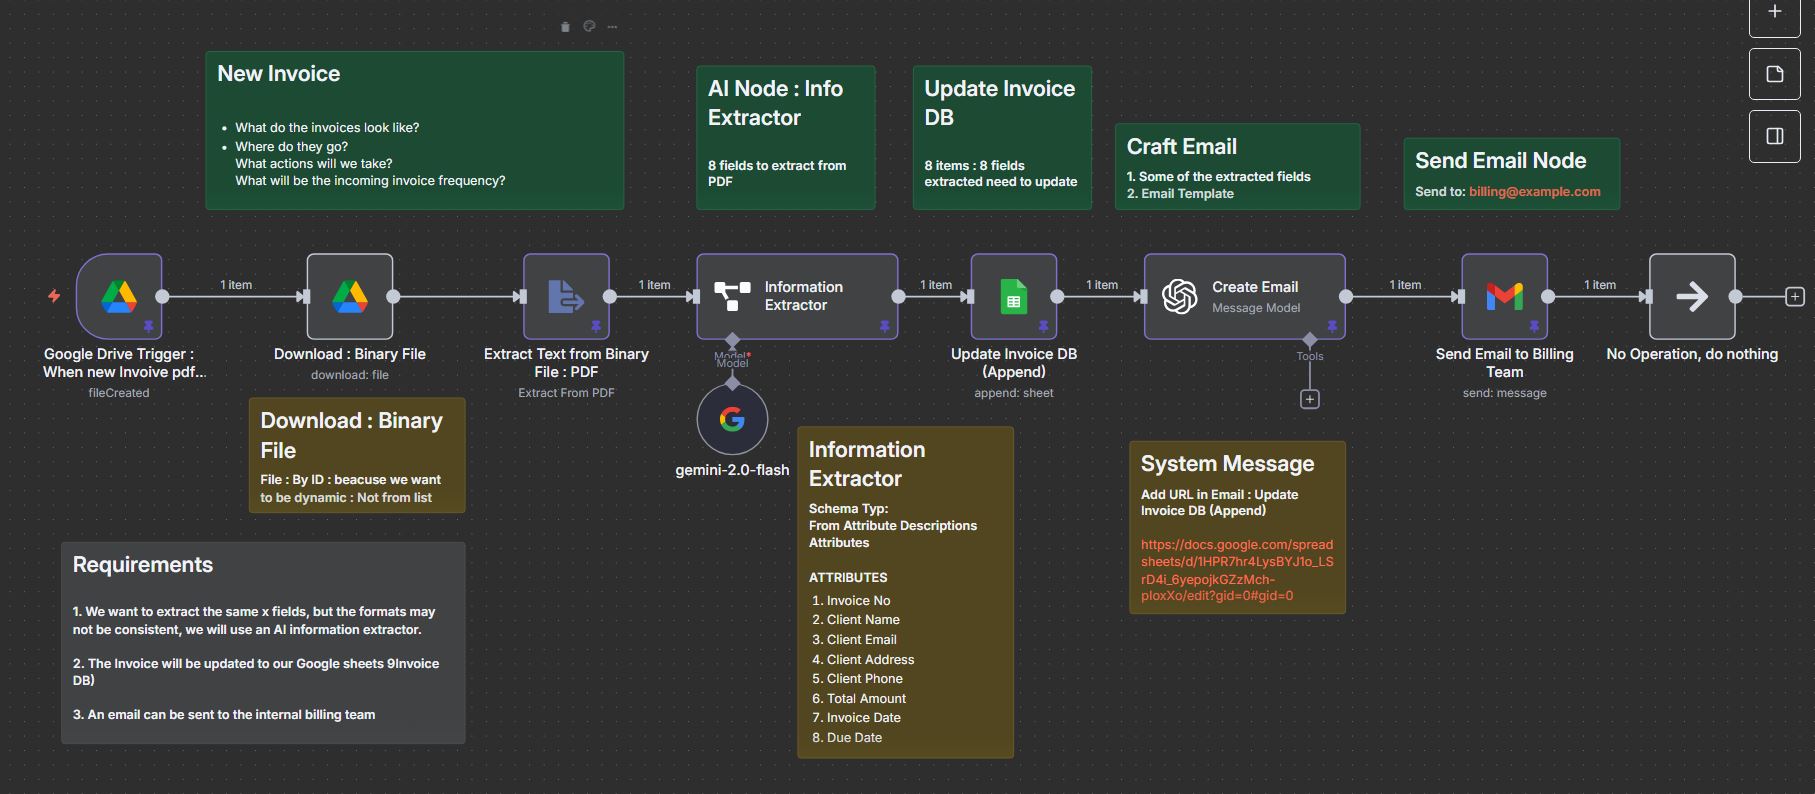 New Invoice
What do the invoices look like?
Where do they go?
What actions will we take?
What will be the incoming invoice frequency?
AI Node : Info
Extractor
8 fields to extract from
PDF
Update Invoice
DB
8 items : 8 fields
extracted need to update
Craft Email
1. Some of the extracted fields
2. Email Template
Send Email Node
Send to: billing@example.com
1 item
1 item
1 item
1 item
1 item
1 item
Information
Extractor
Create Email
Message Model
Google Drive Trigger :
When new Invoive pdf...
fileCreated
Download : Binary File
download: file
Extract Text from Binary
File : PDF
Extract From PDF
Model*
Model
gemini-2.0-flash
Update Invoice DB
(Append)
append: sheet
Tools
Send Email to Billing
Team
send: message
No Operation, do nothing
Download : Binary
File
File : By ID : beacuse we want
to be dynamic : Not from list
Information
Extractor
Schema Typ:
From Attribute Descriptions
Attributes
ATTRIBUTES
1. Invoice No
2. Client Name
3. Client Email
4. Client Address
5. Client Phone
6. Total Amount
7. Invoice Date
8. Due Date
System Message
Add URL in Email : Update
Invoice DB (Append)
https://docs.google.com/spread
sheets/d/1HPR7hr4LysBYJ1o_LS
rD4i_6yepojkGZzMch-
pIoxXo/edit?gid=0#gid=0
Requirements
1. We want to extract the same x fields, but the formats may
not be consistent, we will use an AI information extractor.
2. The Invoice will be updated to our Google sheets 9Invoice
DB)
3. An email can be sent to the internal billing team